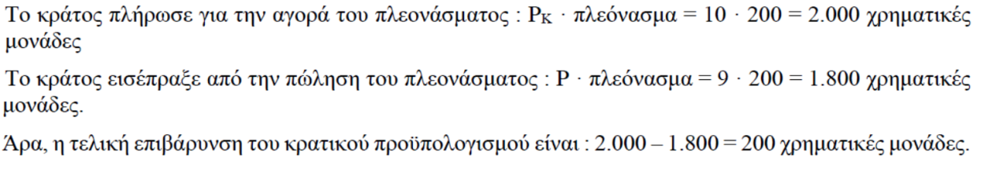 Το κράτος πλήρωσε για την αγορά του πλεονάσματος : P_K · πλεόνασμα = 10 · 200 = 2.000 χρηματικές
μονάδες
Το κράτος εισέπραξε από την πώληση του πλεονάσματος : P · πλεόνασμα = 9 · 200 = 1.800 χρηματικές
μονάδες.
Άρα, η τελική επιβάρυνση του κρατικού προϋπολογισμού είναι : 2.000 – 1.800 = 200 χρηματικές μονάδες.